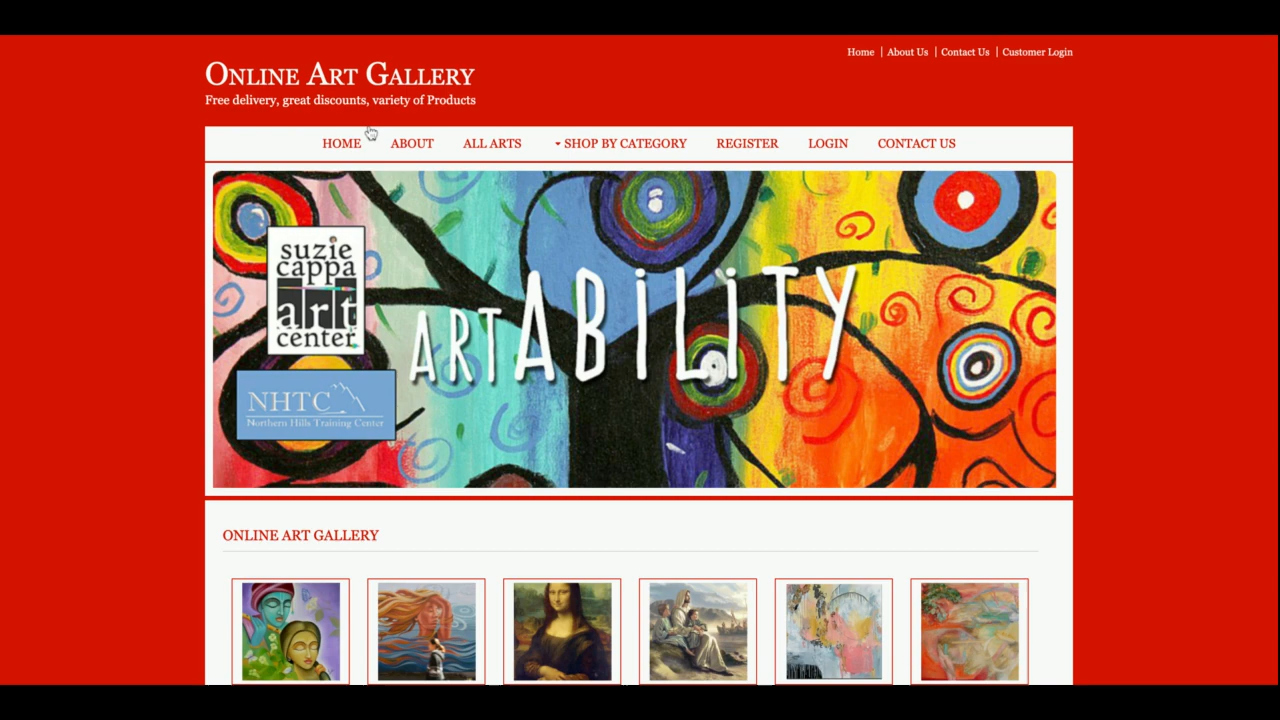 Home About Us Contact Us Customer Login
ONLINE ART GALLERY
Free delivery, great discounts, variety of Products
HOME ABOUT ALL ARTS SHOP BY CATEGORY REGISTER LOGIN CONTACT US
suzie
cappa
art
center
ARTABiLiTY
NHTC
Northern Hills Training Center
ONLINE ART GALLERY